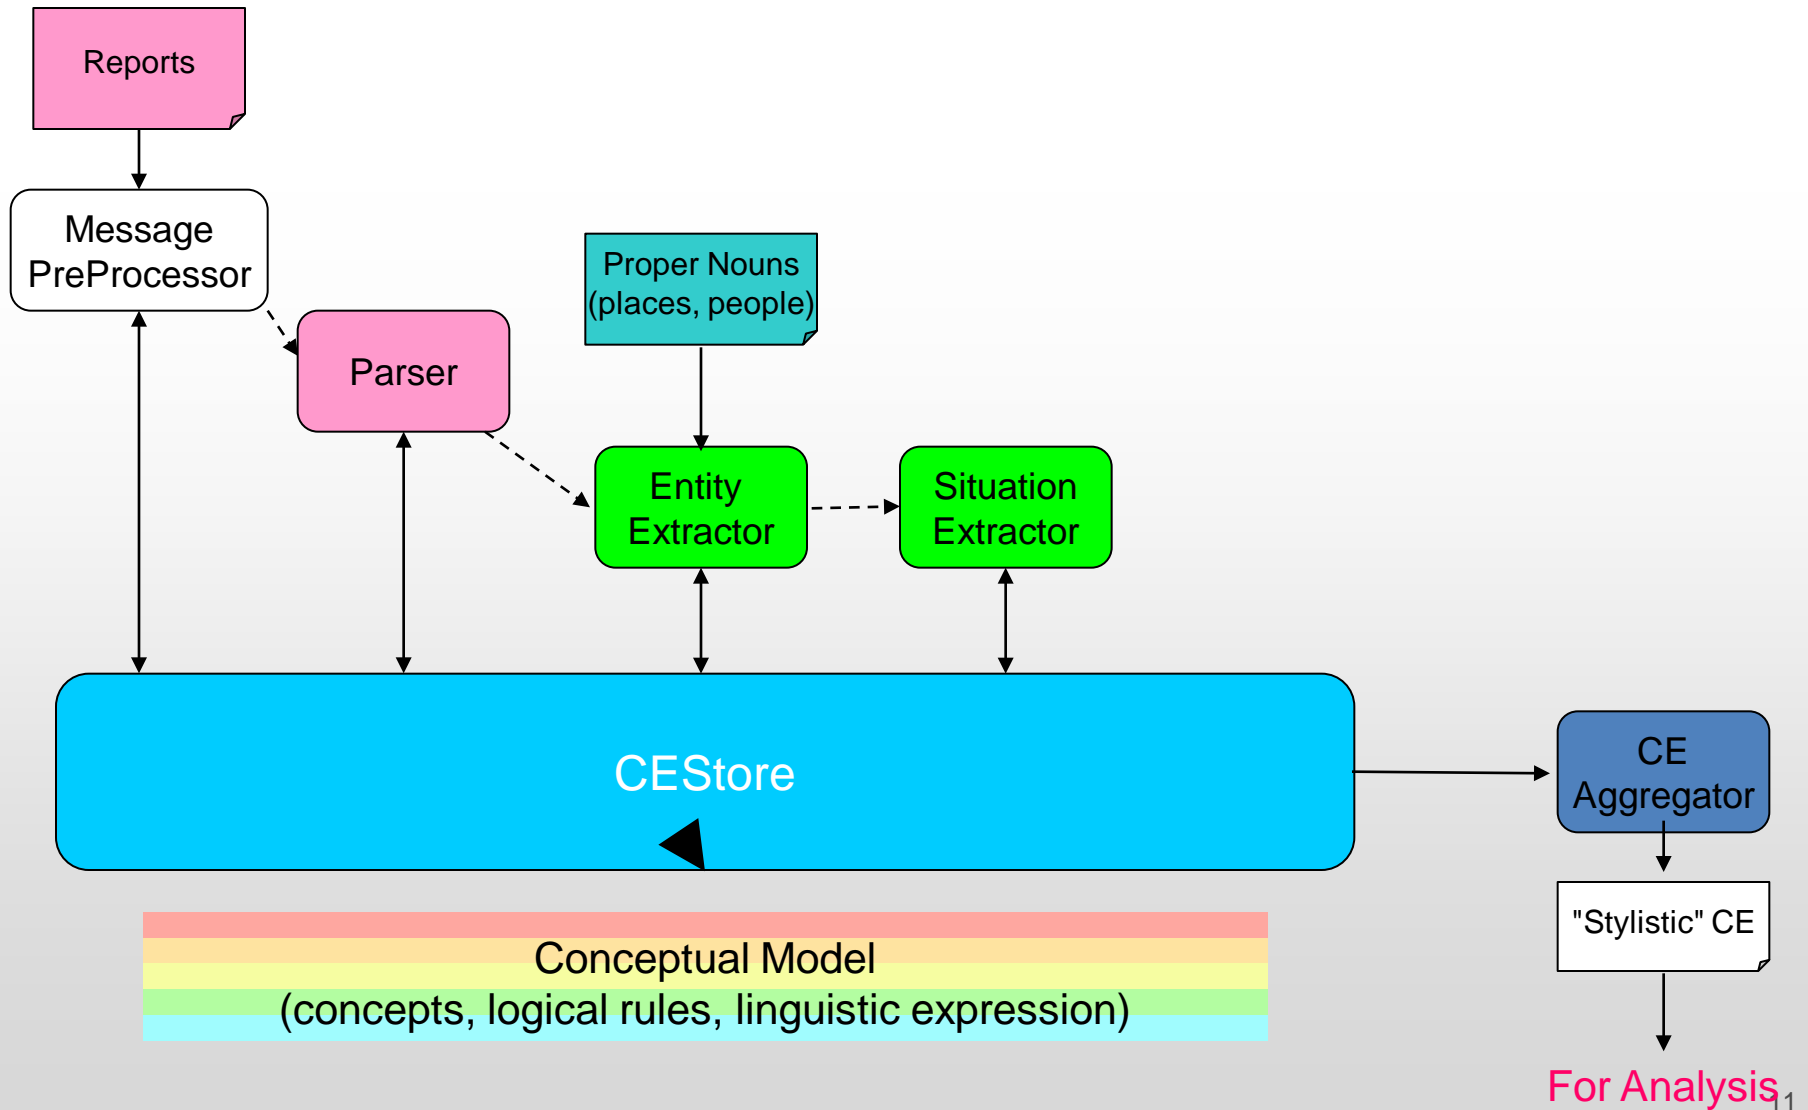 Reports
Message
PreProcessor
Proper Nouns
(places, people)
Parser
Entity
Extractor
Situation
Extractor
CEStore
CE
Aggregator
"Stylistic" CE
Conceptual Model
(concepts, logical rules, linguistic expression)
For Analysis
11